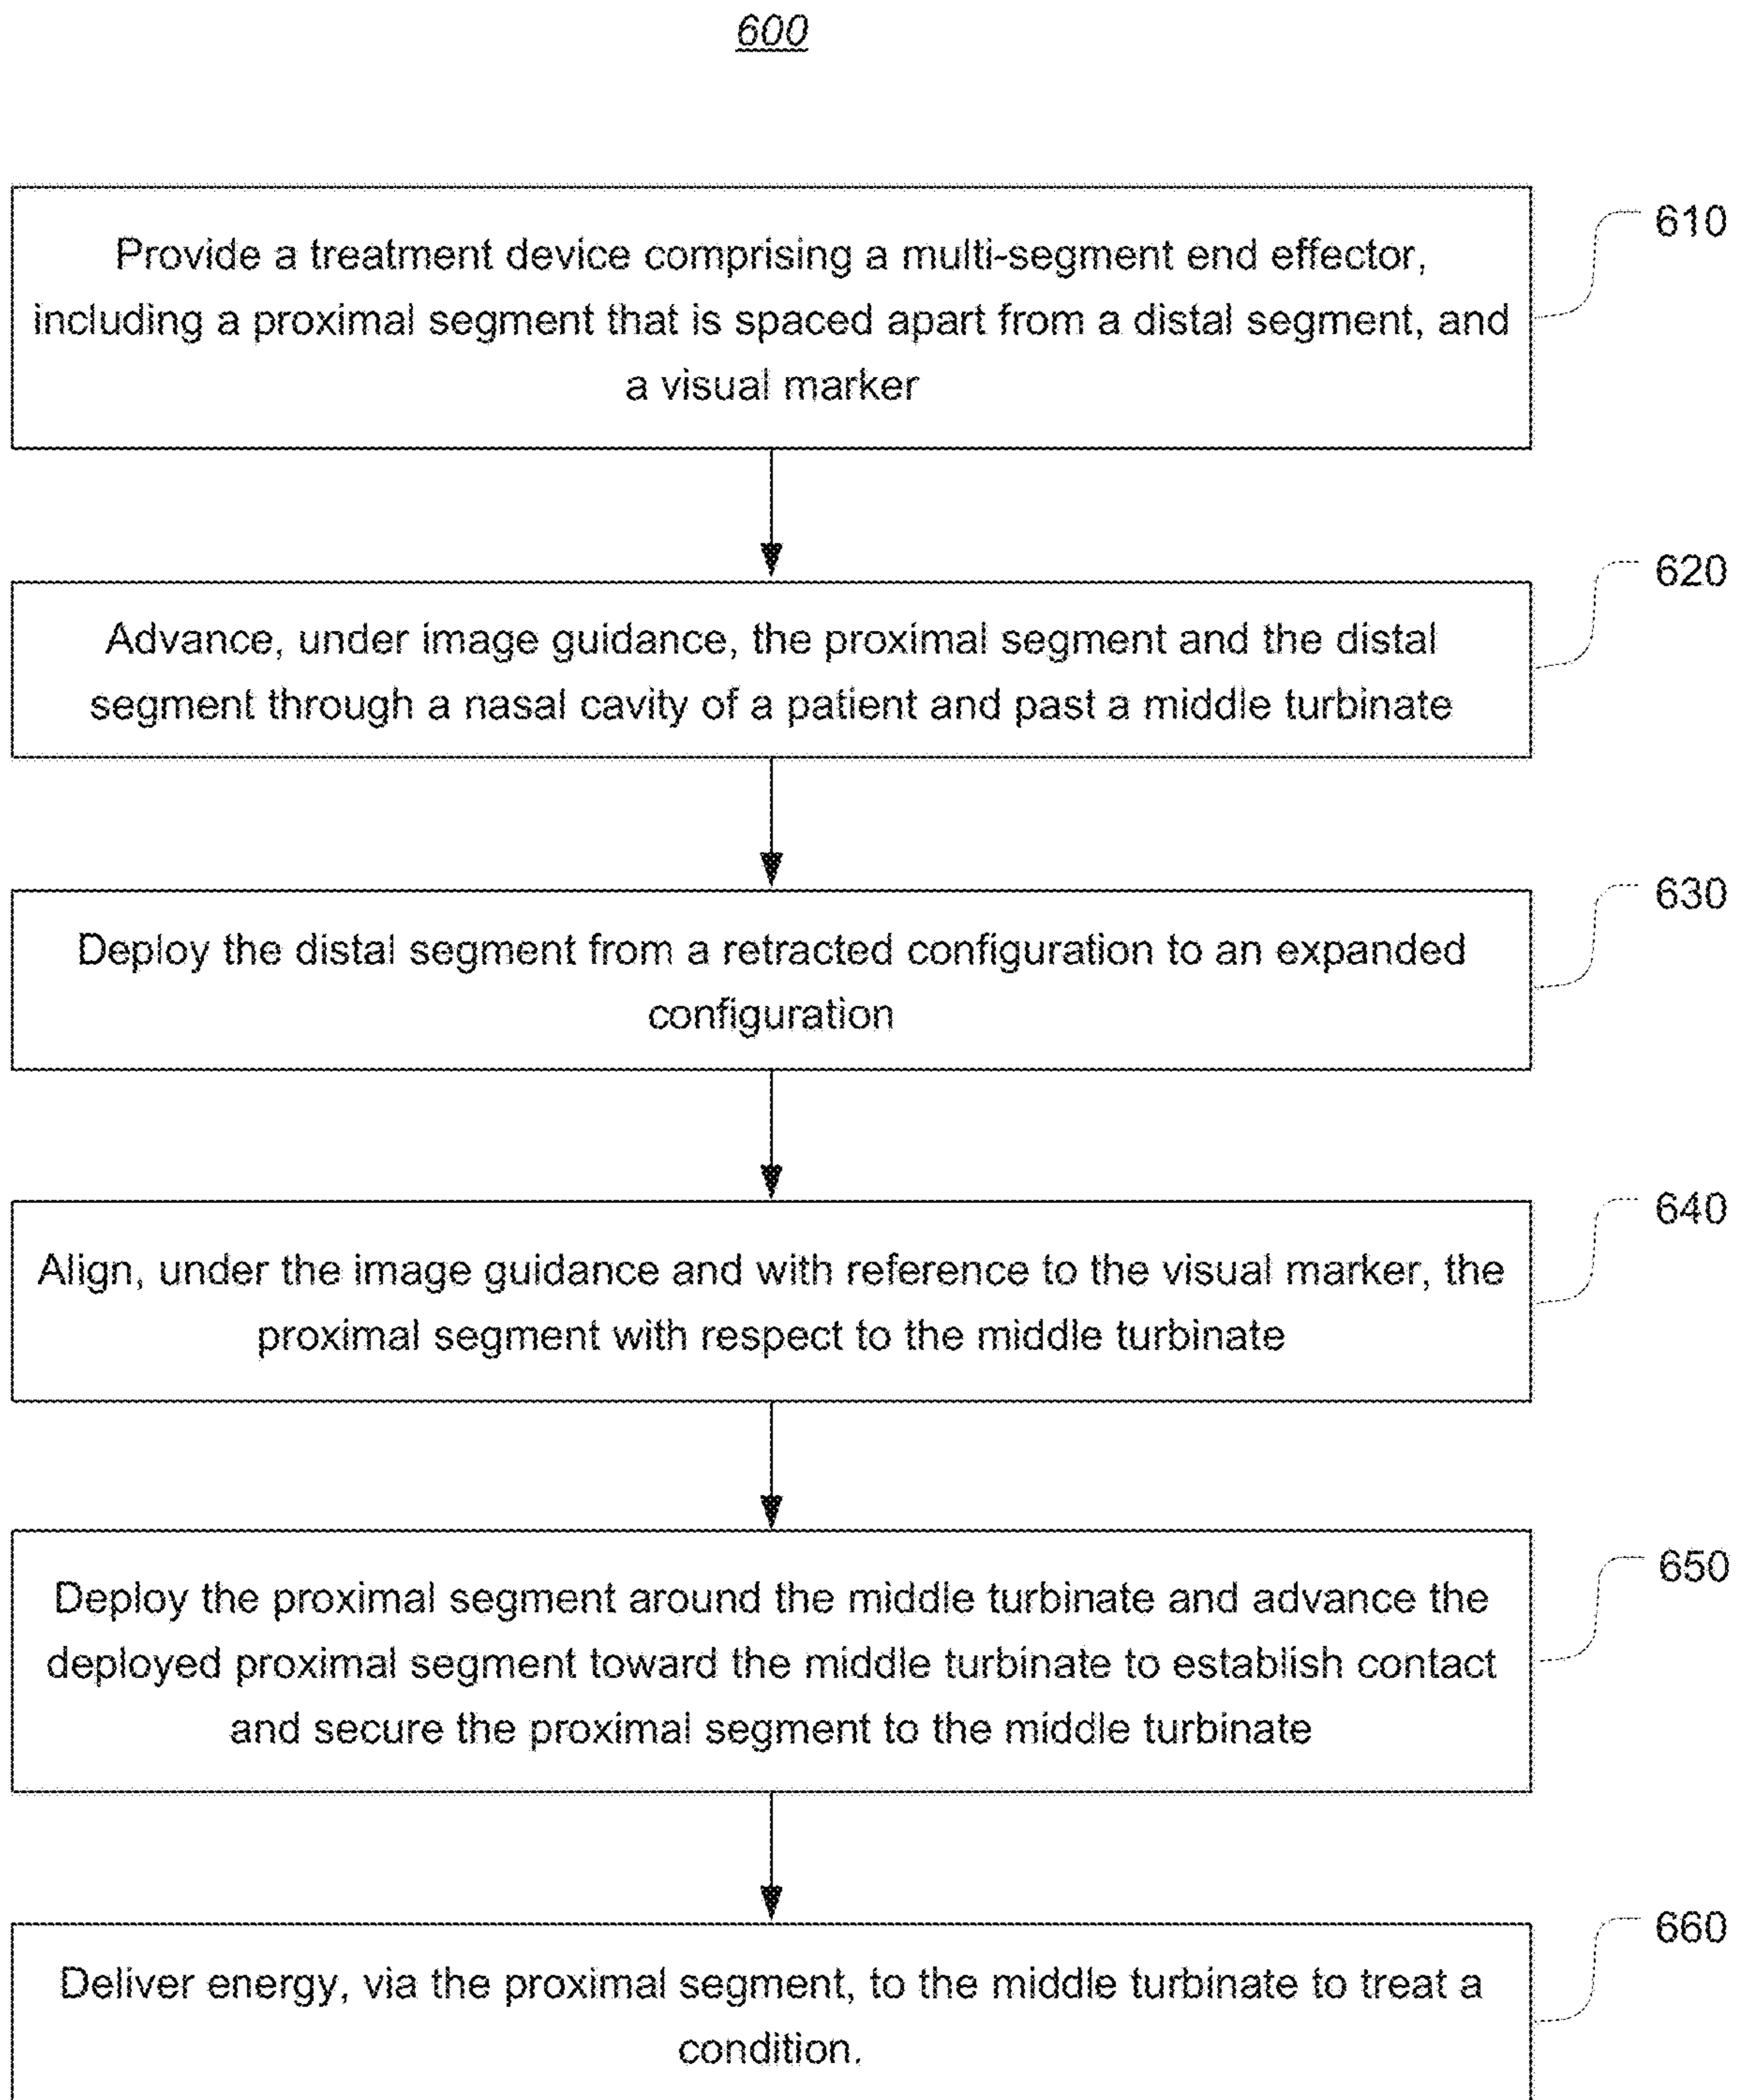 600
610
Provide a treatment device comprising a multi-segment end effector,
including a proximal segment that is spaced apart from a distal segment, and
a visual marker
620
Advance, under image guidance, the proximal segment and the distal
segment through a nasal cavity of a patient and past a middle turbinate
630
Deploy the distal segment from a retracted configuration to an expanded
configuration
640
Align, under the image guidance and with reference to the visual marker, the
proximal segment with respect to the middle turbinate
650
Deploy the proximal segment around the middle turbinate and advance the
deployed proximal segment toward the middle turbinate to establish contact
and secure the proximal segment to the middle turbinate
660
Deliver energy, via the proximal segment, to the middle turbinate to treat a
condition.